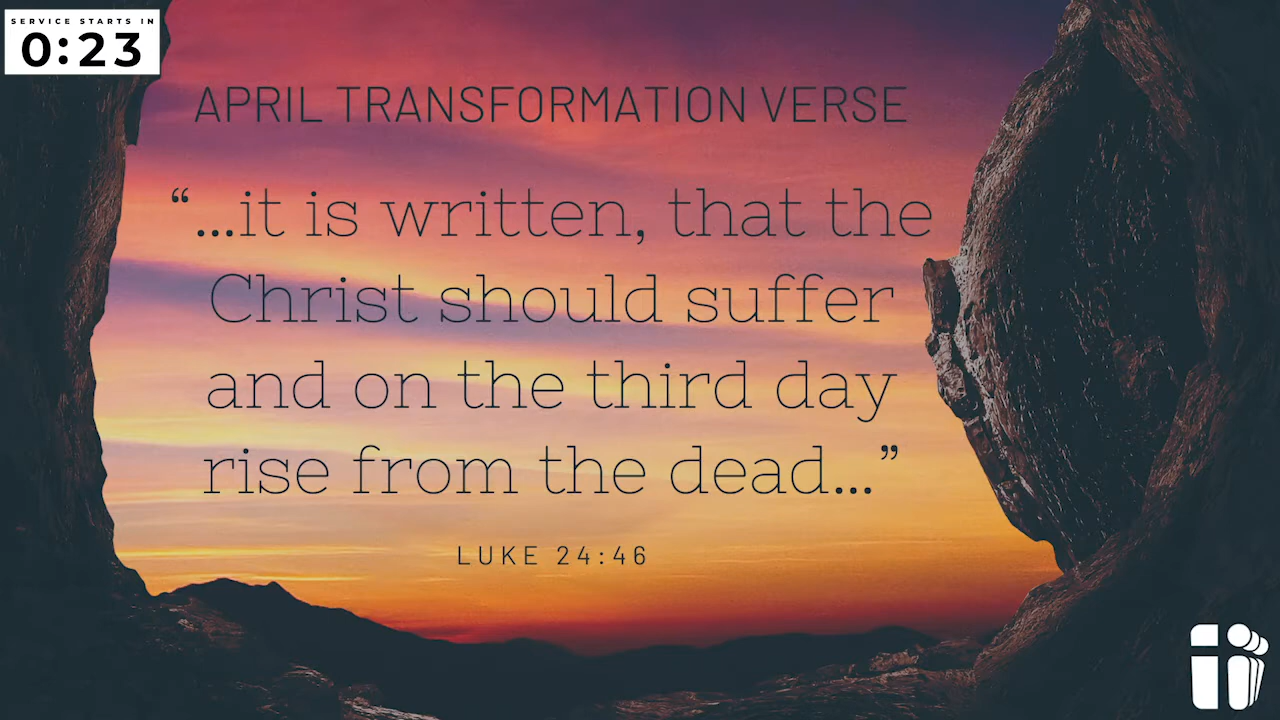 SERVICE STARTS IN
0:23
APRIL TRANSFORMATION VERSE
“...it is written, that the
Christ should suffer
and on the third day
rise from the dead...”
LUKE 24:46